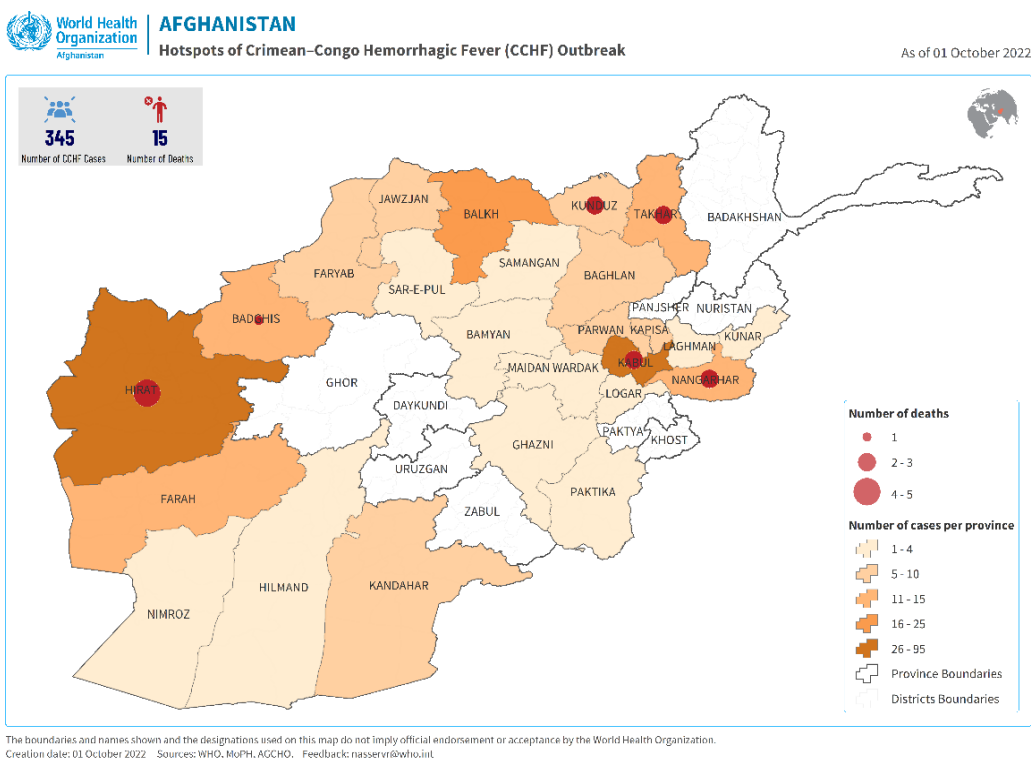 World Health
Organization
Afghanistan
AFGHANISTAN
Hotspots of Crimean–Congo Hemorrhagic Fever (CCHF) Outbreak
As of 01 October 2022
345
Number of CCHF Cases
15
Number of Deaths
JAWZJAN
BALKH
KUNDUZ
TAKHAR
BADAKHSHAN
FARYAB
SAR-E-PUL
SAMANGAN
BAGHLAN
BADGHIS
PANJSHER
NURISTAN
BAMYAN
PARWAN
KAPISA
LAGHMAN
KUNAR
HIRAT
GHOR
MAIDAN WARDAK
KABUL
NANGARHAR
DAYKUNDI
LOGAR
PAKTYA
KHOST
GHAZNI
URUZGAN
FARAH
PAKTIKA
ZABUL
NIMROZ
HILMAND
KANDAHAR
Number of deaths
1
2 - 3
4 - 5
Number of cases per province
1 - 4
5 - 10
11 - 15
16 - 25
26 - 95
Province Boundaries
Districts Boundaries
The boundaries and names shown and the designations used on this map do not imply official endorsement or acceptance by the World Health Organization.
Creation date: 01 October 2022 Sources: WHO, MoPH, AGCHO. Feedback: nasservr@who.int